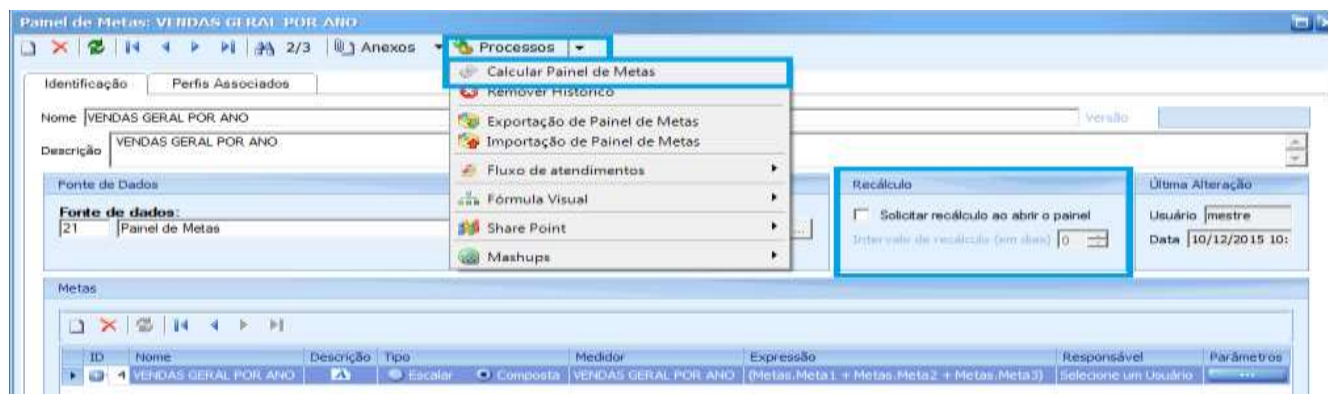 Painel de Metas: VENDAS GERAL POR ANO
2/3 Anexos Processos
Calcular Painel de Metas
Remover Histórico
Exportação de Painel de Metas
Importação de Painel de Metas
Fluxo de atendimentos
Fórmula Visual
Share Point
Mashups
Identificação Perfis Associados
Nome VENDAS GERAL POR ANO Versão
Descrição VENDAS GERAL POR ANO
Fonte de Dados
Fonte de dados:
21 Painel de Metas ...
Recálculo
Solicitar recálculo ao abrir o painel
Intervalo de recálculo (em dias) 0
Última Alteração
Usuário mestre
Data 10/12/2015 10:
Metas
ID Nome Descrição Tipo Medidor Expressão Responsável Parâmetros
4 VENDAS GERAL POR ANO A Escalar Composta VENDAS GERAL POR ANO (Metas.Meta1 + Metas.Meta2 + Metas.Meta3) Selecione um Usuário ...